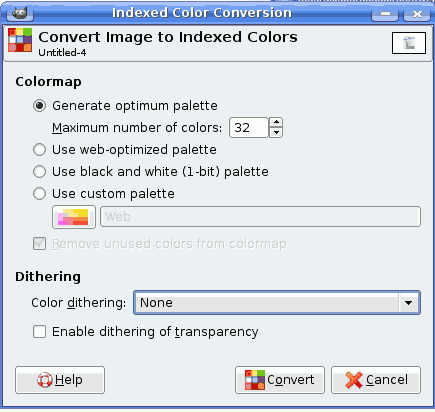 Indexed Color Conversion
Convert Image to Indexed Colors
Untitled-4
Colormap
Generate optimum palette
Maximum number of colors: 32
Use web-optimized palette
Use black and white (1-bit) palette
Use custom palette
Web
Remove unused colors from colormap
Dithering
Color dithering: None
Enable dithering of transparency
Help Convert Cancel